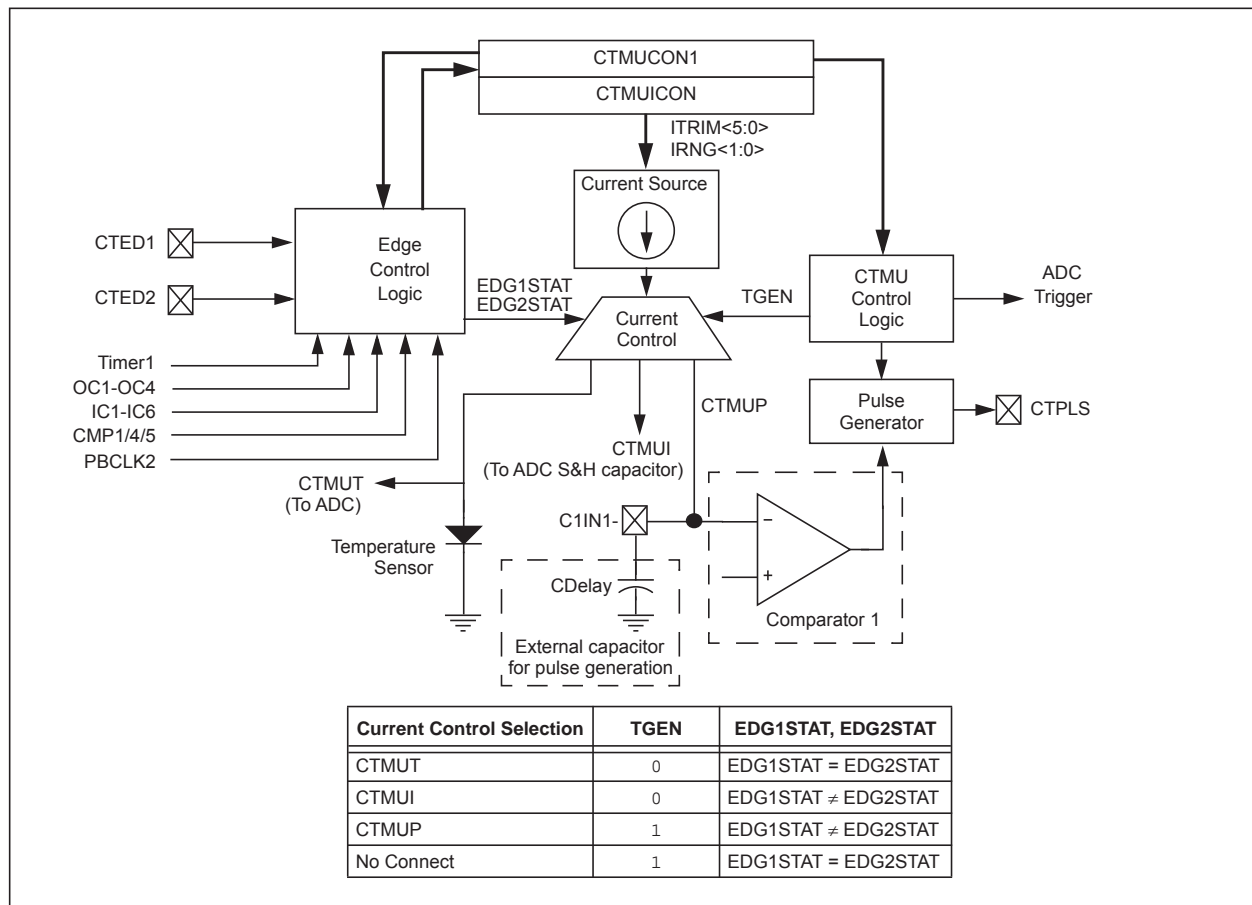 CTMUCON1
CTMUICON
ITRIM<5:0>
IRNG<1:0>
Current Source
CTED1
CTED2
Edge
Control
Logic
EDG1STAT
EDG2STAT
Current
Control
TGEN
CTMU
Control
Logic
ADC
Trigger
Timer1
OC1-OC4
IC1-IC6
CMP1/4/5
PBCLK2
CTMUP
Pulse
Generator
CTPLS
CTMUI
(To ADC S&H capacitor)
CTMUT
(To ADC)
C1IN1-
−
+
Temperature
Sensor
CDelay
Comparator 1
External capacitor
for pulse generation
Current Control Selection TGEN EDG1STAT, EDG2STAT
CTMUT 0 EDG1STAT = EDG2STAT
CTMUI 0 EDG1STAT ≠ EDG2STAT
CTMUP 1 EDG1STAT ≠ EDG2STAT
No Connect 1 EDG1STAT = EDG2STAT